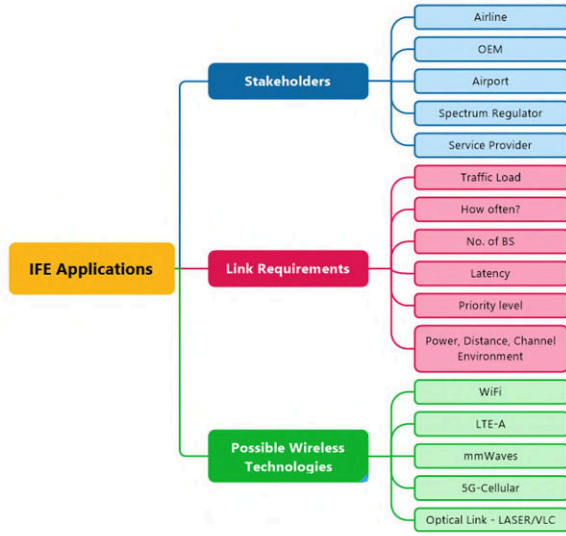 IFE Applications
Stakeholders
Airline
OEM
Airport
Spectrum Regulator
Service Provider
Link Requirements
Traffic Load
How often?
No. of BS
Latency
Priority level
Power, Distance, Channel
Environment
Possible Wireless
Technologies
WiFi
LTE-A
mmWaves
5G-Cellular
Optical Link - LASER/VLC